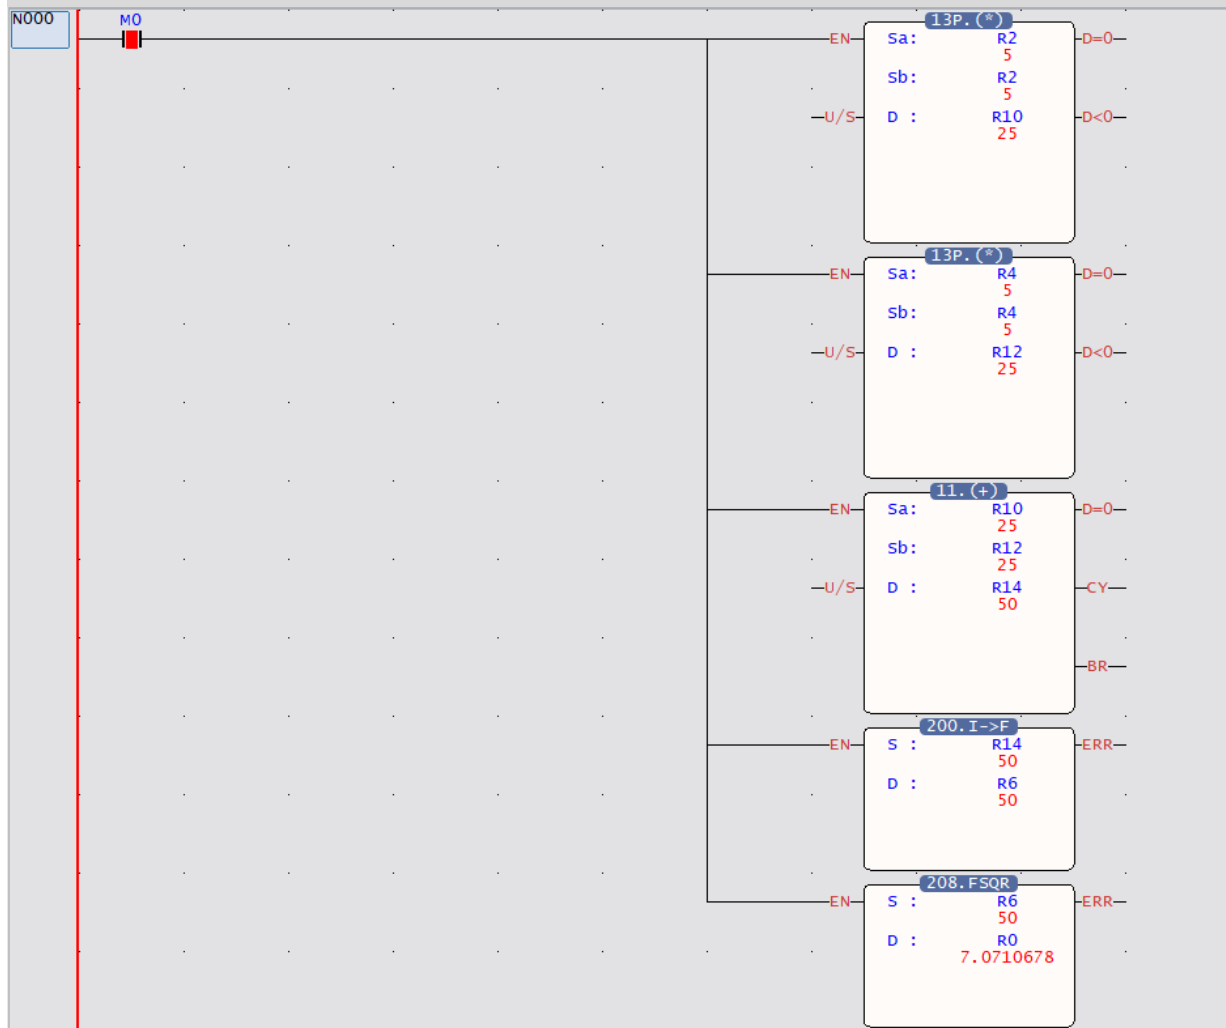 N000
M0
13P.(*)
EN Sa: R2 D=0
5
Sb: R2
5
U/S D : R10 D<0
25
13P.(*)
EN Sa: R4 D=0
5
Sb: R4
5
U/S D : R12 D<0
25
11.(+)
EN Sa: R10 D=0
25
Sb: R12
25
U/S D : R14 CY
50
BR
200.I->F
EN S : R14 ERR
50
D : R6
50
208.FSQR
EN S : R6 ERR
50
D : R0
7.0710678